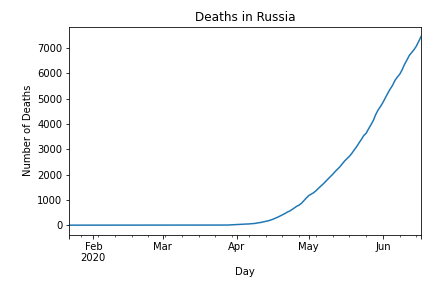 Deaths in Russia
Number of Deaths
7000
6000
5000
4000
3000
2000
1000
0
Feb
2020
Mar
Apr
May
Jun
Day